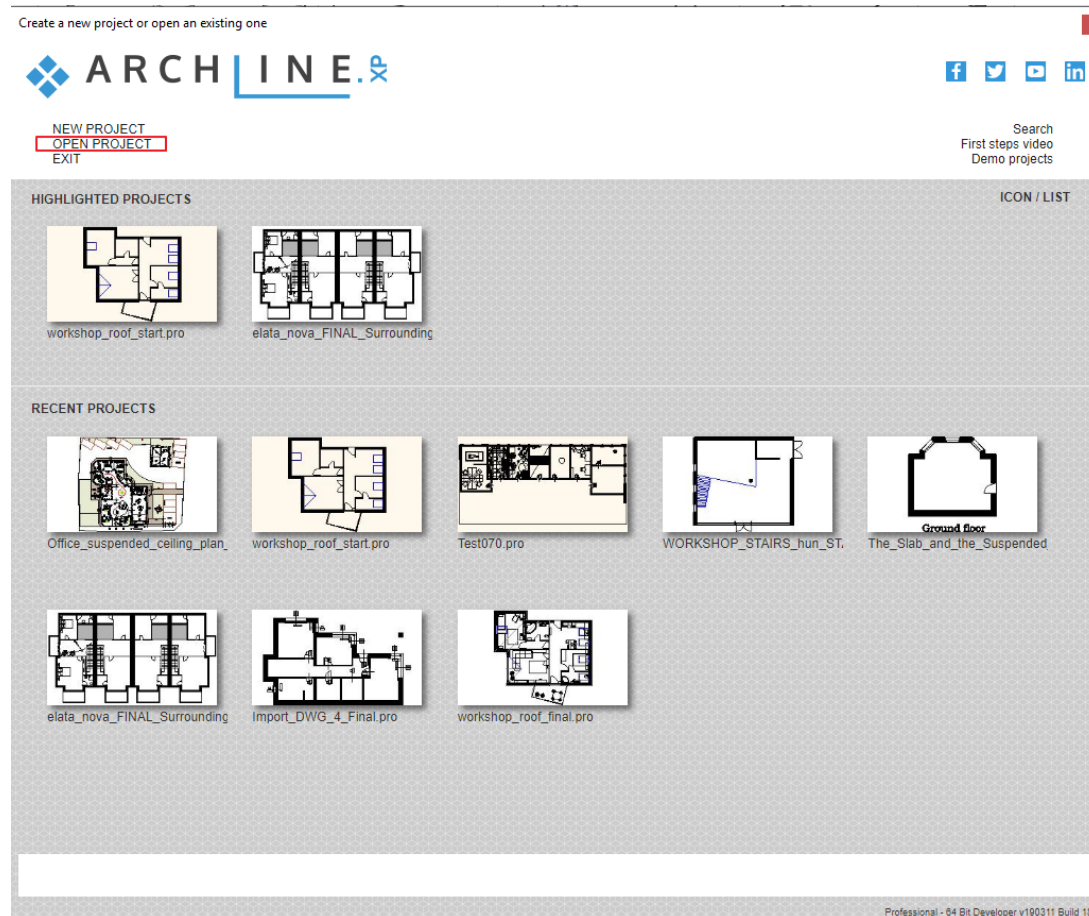 Create a new project or open an existing one
ARCHLINE.XP
NEW PROJECT
OPEN PROJECT
EXIT
Search
First steps video
Demo projects
HIGHLIGHTED PROJECTS
ICON / LIST
workshop_roof_start.pro
elata_nova_FINAL_Surrounding
RECENT PROJECTS
Ground floor
Office_suspended_ceiling_plan_
workshop_roof_start.pro
Test070.pro
WORKSHOP_STAIRS_hun_ST
The_Slab_and_the_Suspended
elata_nova_FINAL_Surrounding
Import_DWG_4_Final.pro
workshop_roof_final.pro
Professional - 64 Bit Developer v190311 Build